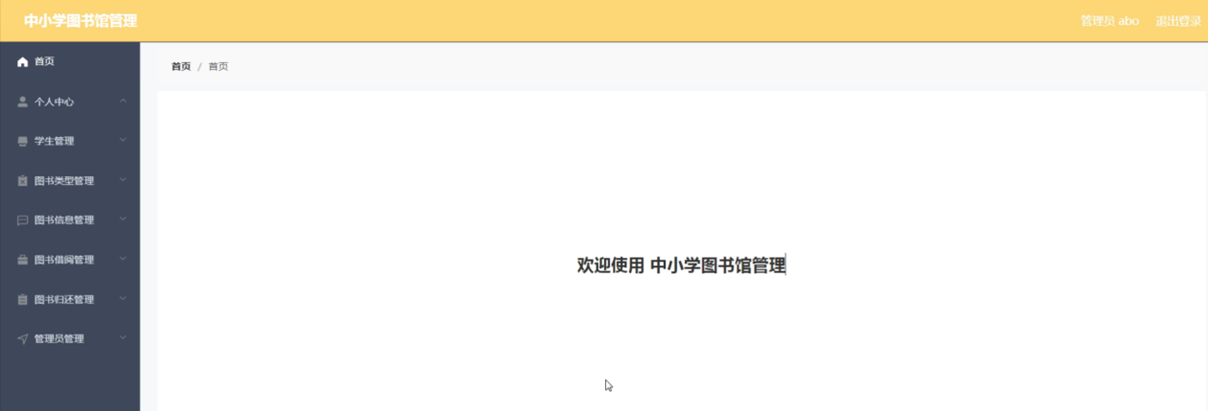 中小学图书馆管理
管理员 abo 退出登录
首页
个人中心
学生管理
图书类型管理
图书信息管理
图书借阅管理
图书归还管理
管理员管理
首页 / 首页
欢迎使用 中小学图书馆管理